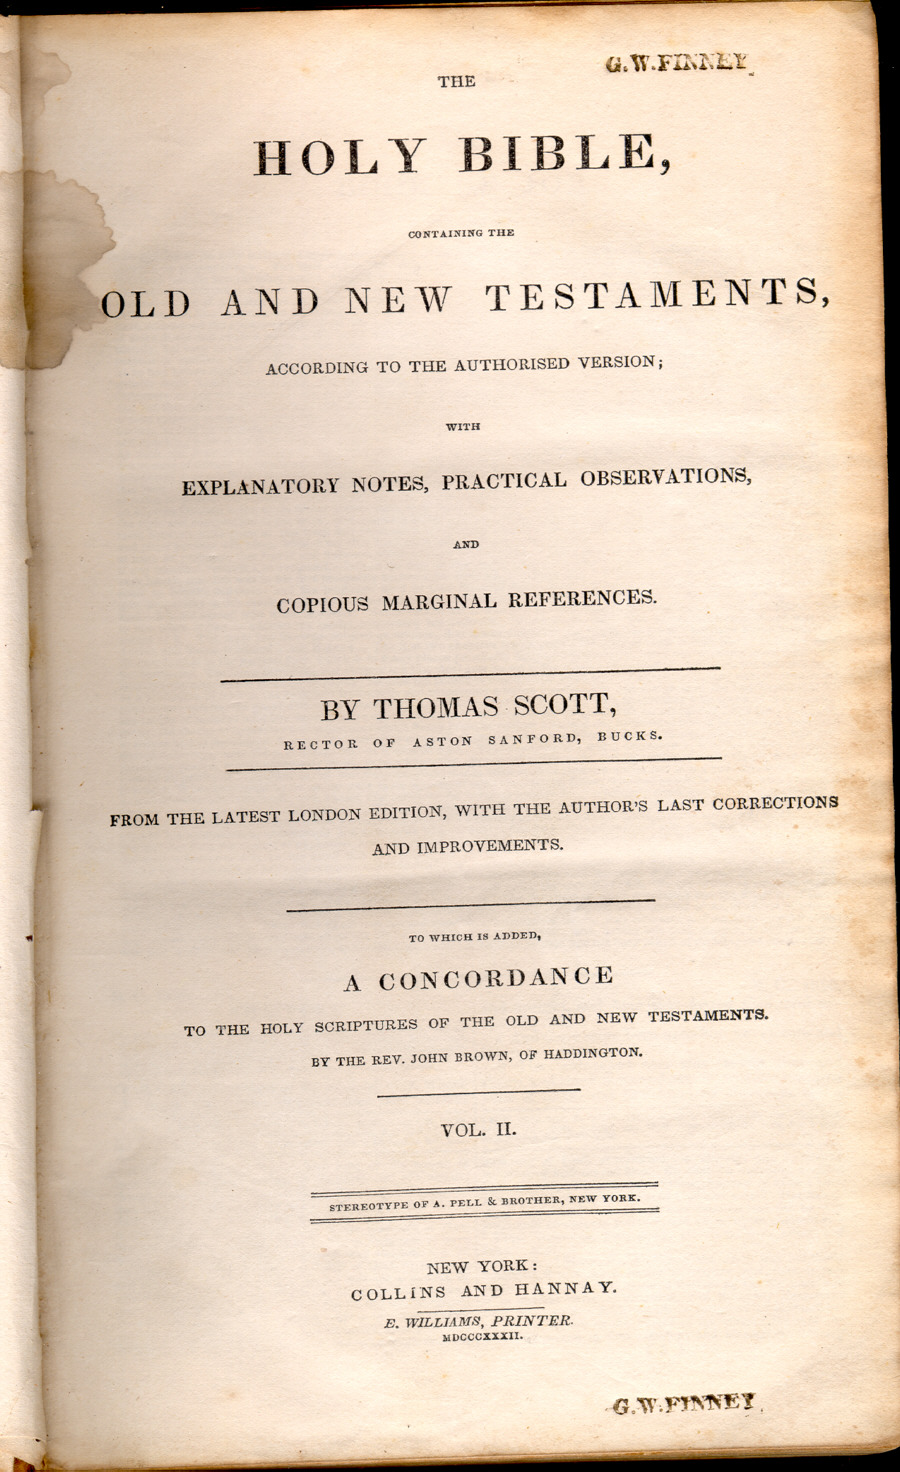 G.W.FINNEY
THE
HOLY BIBLE,
CONTAINING THE
OLD AND NEW TESTAMENTS,
ACCORDING TO THE AUTHORISED VERSION;
WITH
EXPLANATORY NOTES, PRACTICAL OBSERVATIONS,
AND
COPIOUS MARGINAL REFERENCES.
BY THOMAS SCOTT,
RECTOR OF ASTON SANFORD, BUCKS.
FROM THE LATEST LONDON EDITION, WITH THE AUTHOR'S LAST CORRECTIONS
AND IMPROVEMENTS.
TO WHICH IS ADDED,
A CONCORDANCE
TO THE HOLY SCRIPTURES OF THE OLD AND NEW TESTAMENTS.
BY THE REV. JOHN BROWN, OF HADDINGTON.
VOL. II.
STEREOTYPE OF A. PELL & BROTHER, NEW YORK.
NEW YORK:
COLLINS AND HANNAY.
E. WILLIAMS, PRINTER.
MDCCCXXXII.
G.W.FINNEY